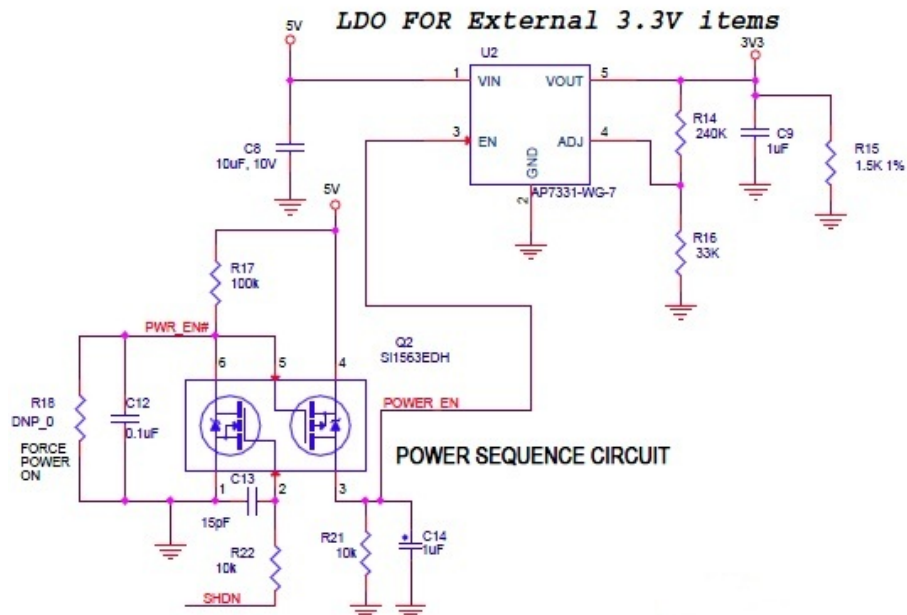 LDO FOR External 3.3V items
5V
3V3
U2
1
VIN
VOUT
5
R14
240K
C8
10uF, 10V
3
EN
ADJ
4
C9
1uF
R15
1.5K 1%
GND
2
AP7331-WG-7
5V
R16
33K
R17
100k
PWR_EN#
Q2
SI1563EDH
6
5
4
R18
DNP_0
FORCE
POWER
ON
C12
0.1uF
POWER_EN
POWER SEQUENCE CIRCUIT
C13
1
2
3
15pF
R22
10k
R21
10k
C14
1uF
SHDN